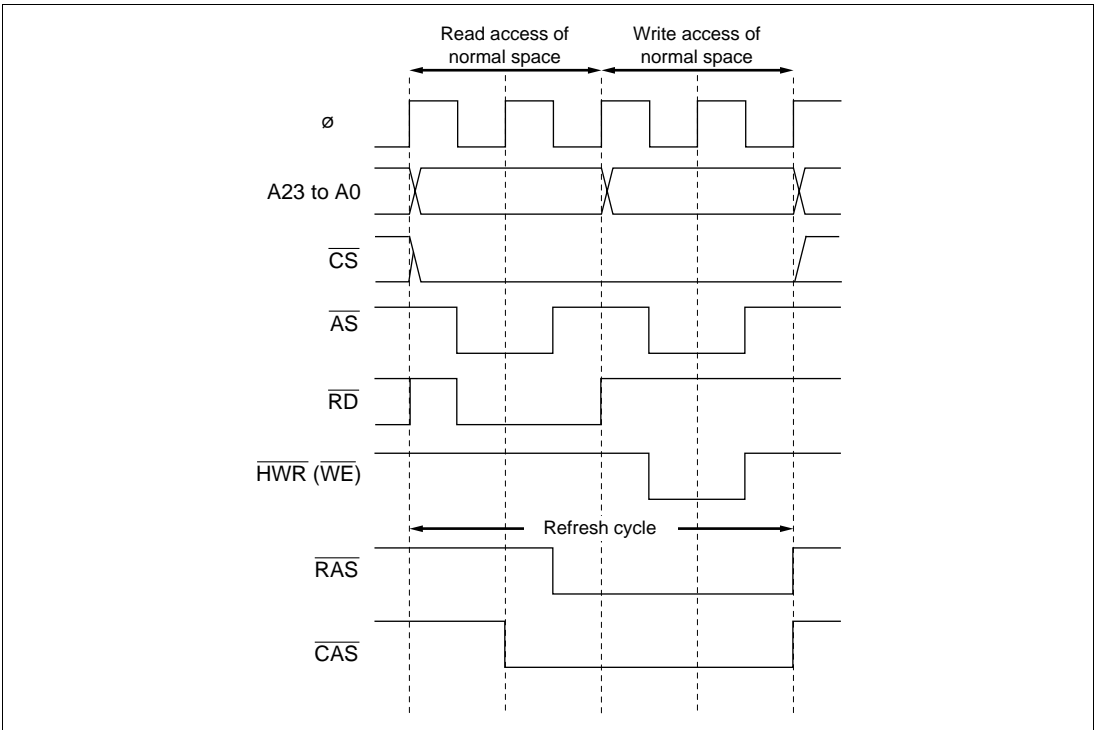 Read access of
normal space
Write access of
normal space
ø
A23 to A0
CS
AS
RD
HWR (WE)
Refresh cycle
RAS
CAS